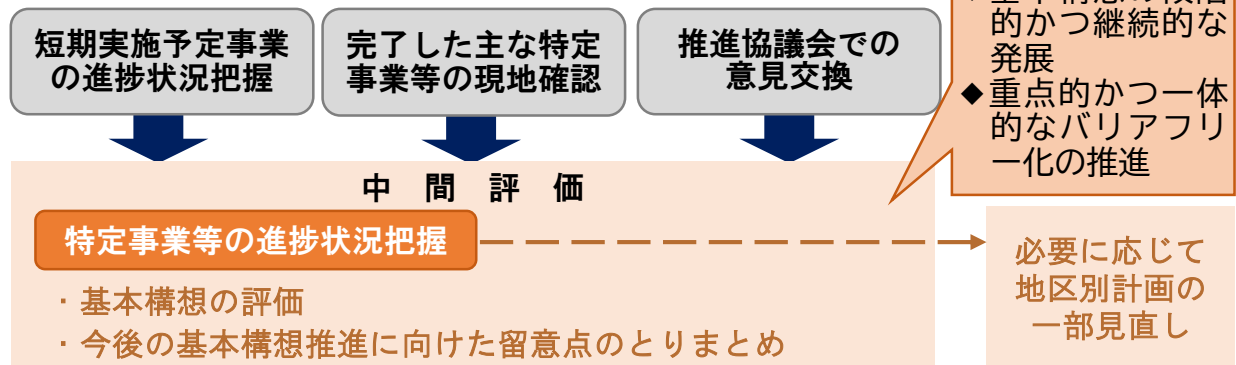 短期実施予定事業
の進捗状況把握
完了した主な特定
事業等の現地確認
推進協議会での
意見交換
的かつ継続的な
発展
◆重点的かつ一体
的なバリアフリ
ー化の推進
中間評価
特定事業等の進捗状況把握
・基本構想の評価
・今後の基本構想推進に向けた留意点のとりまとめ
必要に応じて
地区別計画の
一部見直し